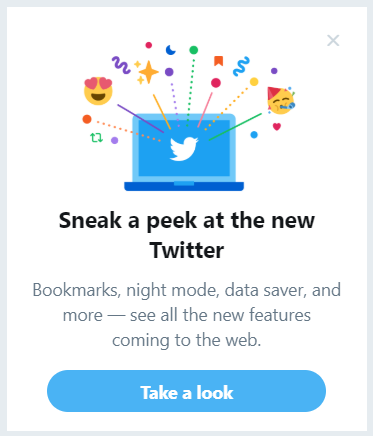 Sneak a peek at the new
Twitter
Bookmarks, night mode, data saver, and
more — see all the new features
coming to the web.
Take a look